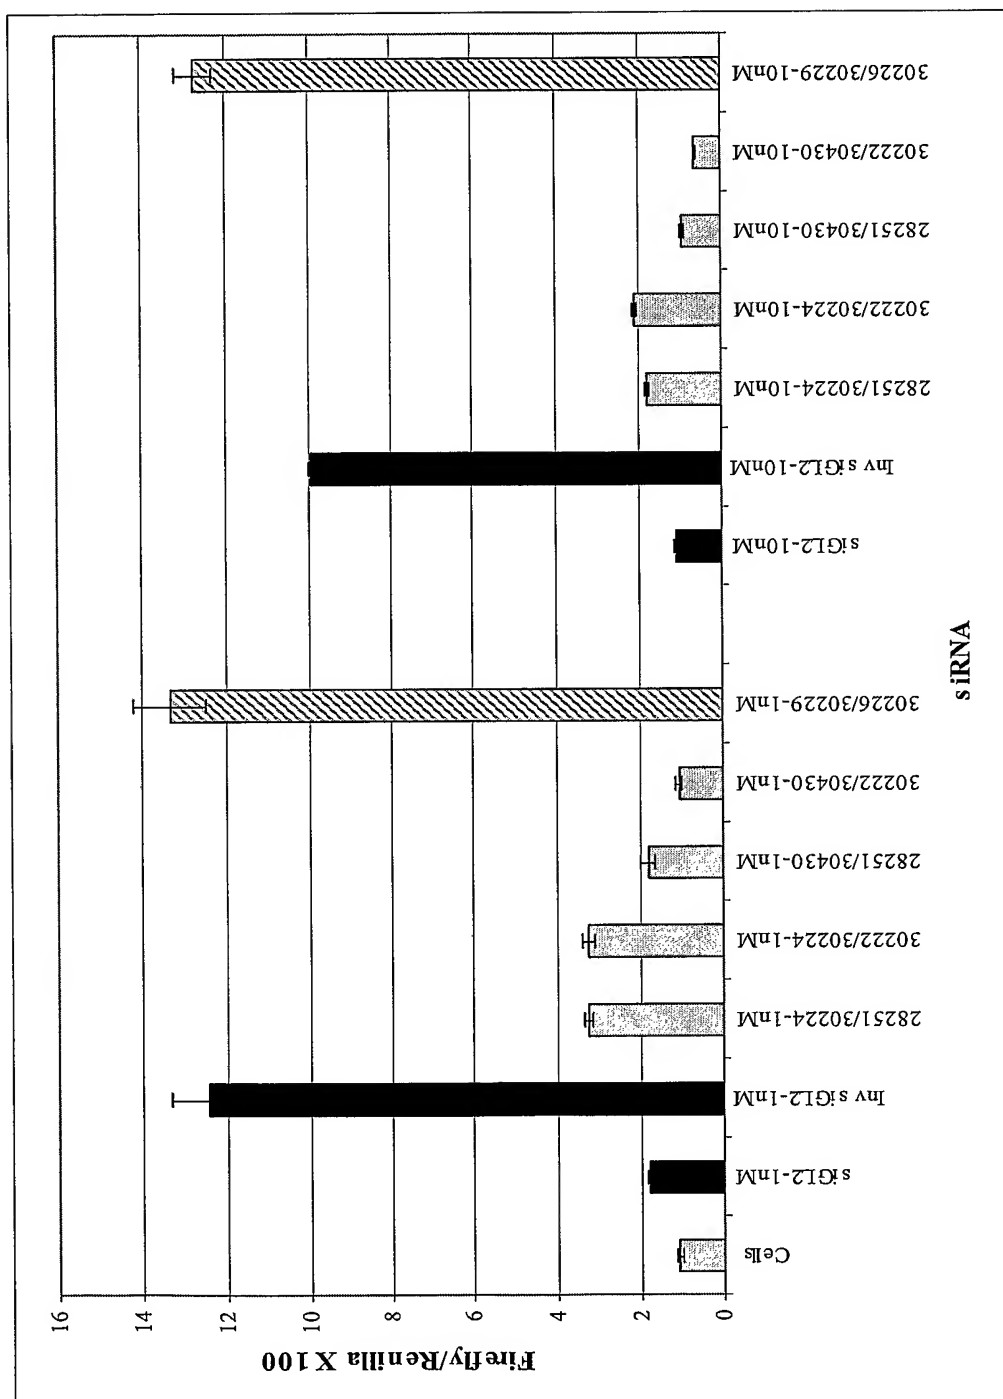 Firefly/Renilla X 100
16
14
12
10
8
6
4
2
0
Cells
siGL2-1nM
Inv siGL2-1nM
28251/30224-1nM
30222/30224-1nM
28251/30430-1nM
30222/30430-1nM
30226/30229-1nM
siGL2-10nM
Inv siGL2-10nM
28251/30224-10nM
30222/30224-10nM
28251/30430-10nM
30222/30430-10nM
30226/30229-10nM
siRNA